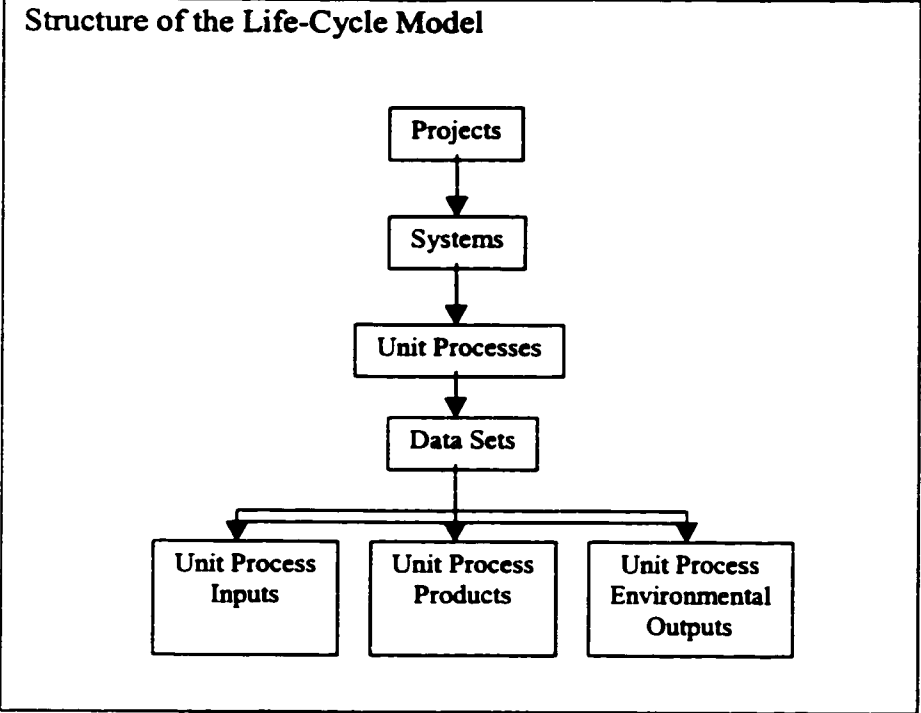 Structure of the Life-Cycle Model
Projects
Systems
Unit Processes
Data Sets
Unit Process
Inputs
Unit Process
Products
Unit Process
Environmental
Outputs